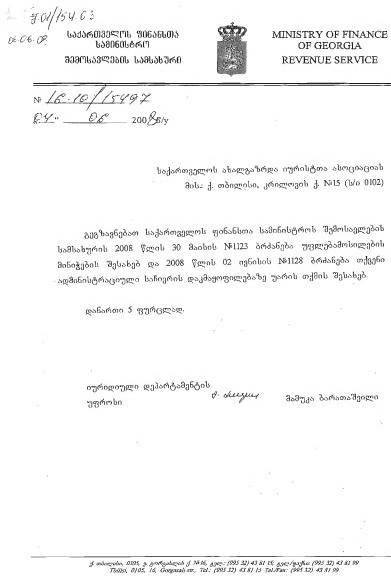 გ-01/154-03
06.06.08
საქართველოს ფინანსთა
სამინისტრო
შემოსავლების სამსახური
MINISTRY OF FINANCE
OF GEORGIA
REVENUE SERVICE
№ 16-10/15497
"04" 06 2008წ
საქართველოს ახალგაზრდა იურისტთა ასოციაციას
მის: ქ. თბილისი, კრილოვის ქ. №15 (ს/ი 0102)
გეგზავნებათ საქართველოს ფინანსთა სამინისტროს შემოსავლების
სამსახურის 2008 წლის 30 მაისის №1123 ბრძანება უფლებამოსილების
მინიჭების შესახებ და 2008 წლის 02 ივნისის №1128 ბრძანება თქვენი
ადმინისტრაციული საჩივრის დაკმაყოფილებაზე უარის თქმის შესახებ.
დანართი 5 ფურცლად.
იურიდიული დეპარტამენტის
უფროსი
მამუკა ბარათაშვილი
ქ. თბილისი, 0105, ვ. გორგასლის ქ. №16, ტელ.: (995 32) 43 81 15; ტელ/ფაქსი: (995 32) 43 81 99
Tbilisi, 0105, 16, Gorgasali str., Tel.: (995 32) 43 81 15 Tel/Fax.: (995 32) 43 81 99